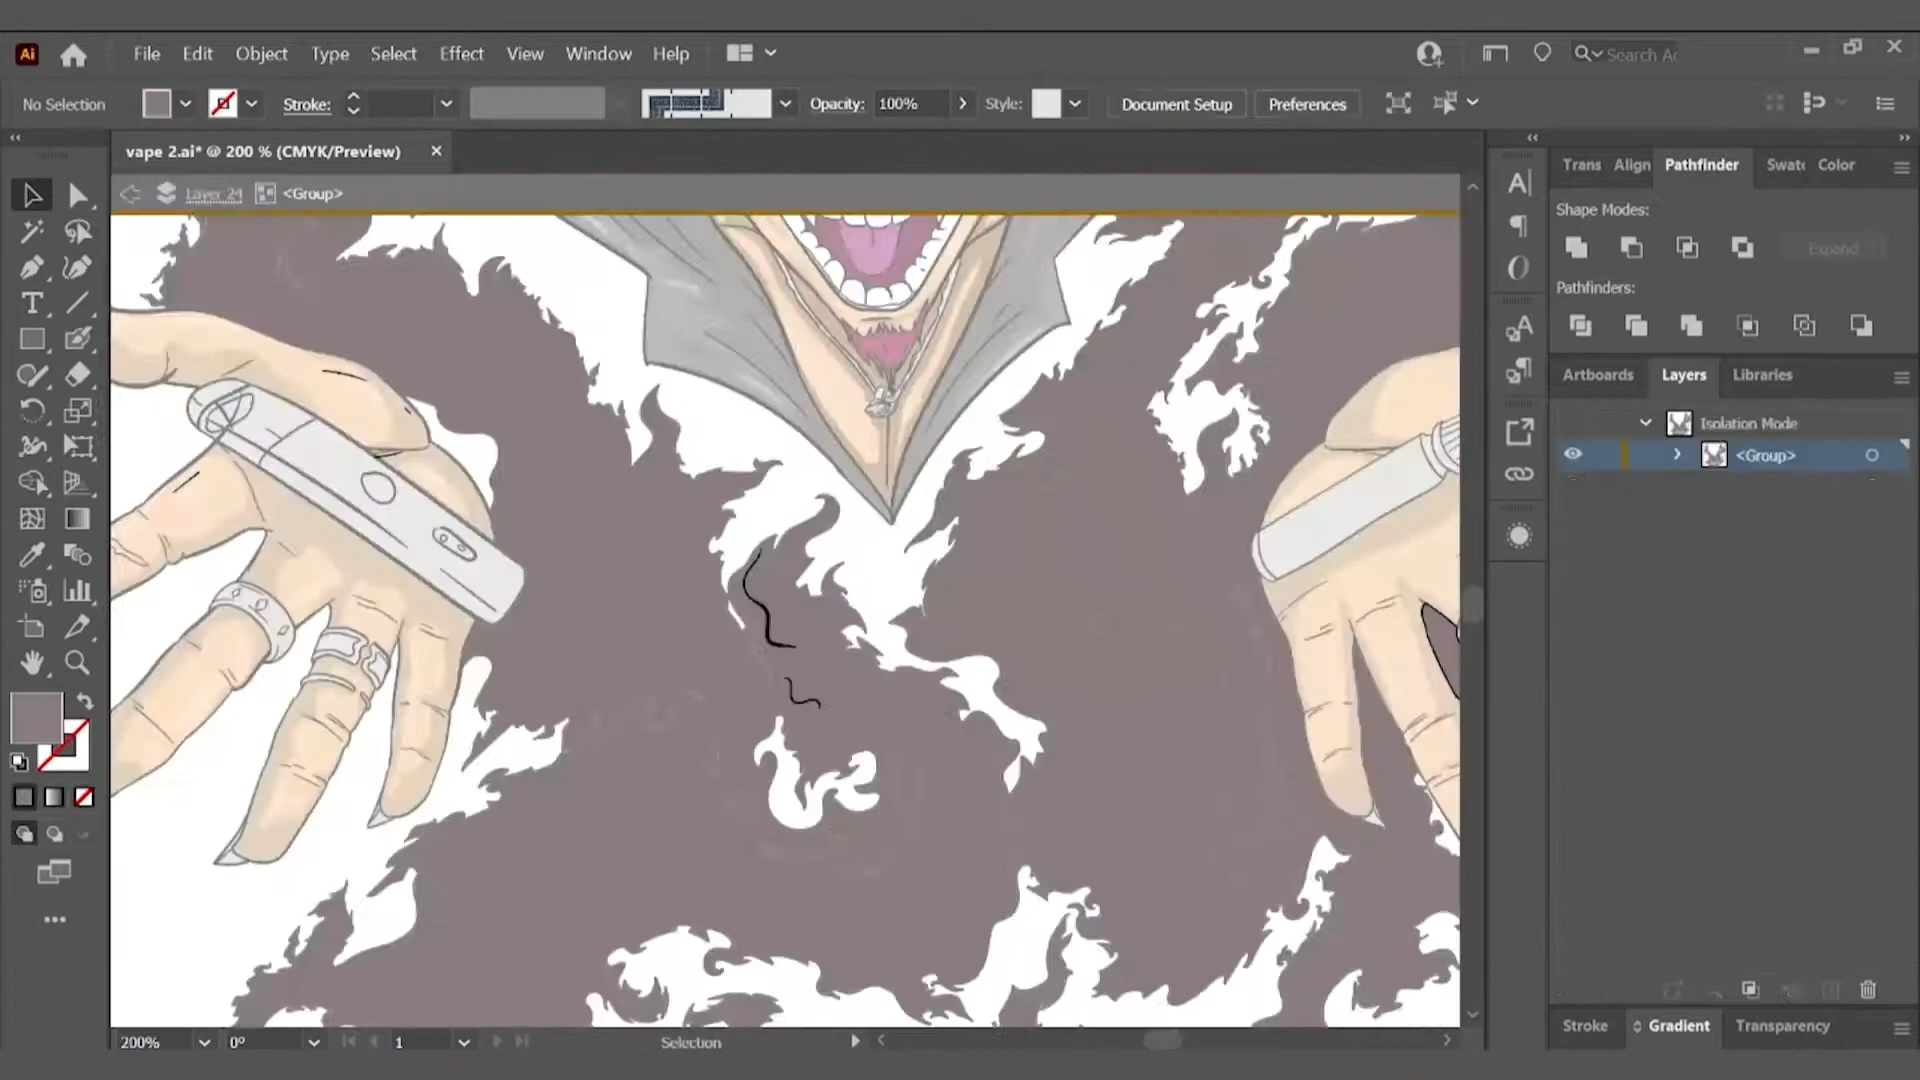 Ai File Edit Object Type Select Effect View Window Help
No Selection Stroke: Opacity: 100% Style: Document Setup Preferences
vape 2.ai* @ 200 % (CMYK/Preview)
Layer 24 <Group>
Trans Align Pathfinder Swatc Color
Shape Modes:
Expand
Pathfinders:
Artboards Layers Libraries
Isolation Mode
<Group>
Stroke Gradient Transparency
200% 0° 1 Selection